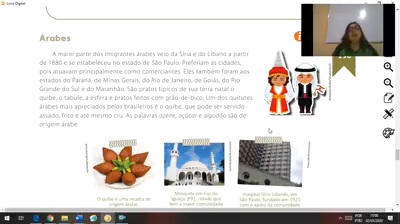 Livro Digital
Árabes
A maior parte dos imigrantes árabes veio da Síria e do Líbano a partir
de 1880 e se estabeleceu no estado de São Paulo. Preferiam as cidades,
pois atuavam principalmente como comerciantes. Eles também foram aos
estados do Paraná, de Minas Gerais, do Rio de Janeiro, de Goiás, do Rio
Grande do Sul e do Maranhão. São pratos típicos de sua terra natal o
quibe, o tabule, a esfirra e pratos feitos com grão-de-bico. Um dos quitutes
árabes mais apreciados pelos brasileiros é o quibe, que pode ser servido
assado, frito e até mesmo cru. As palavras azeite, açúcar e algodão são de
origem árabe.
O quibe é uma receita de
origem árabe.
Mesquita em Foz do
Iguaçu (PR), cidade que
tem a maior comunidade
Hospital Sírio-Libanês, em
São Paulo, fundado em 1921
com o apoio da comunidade